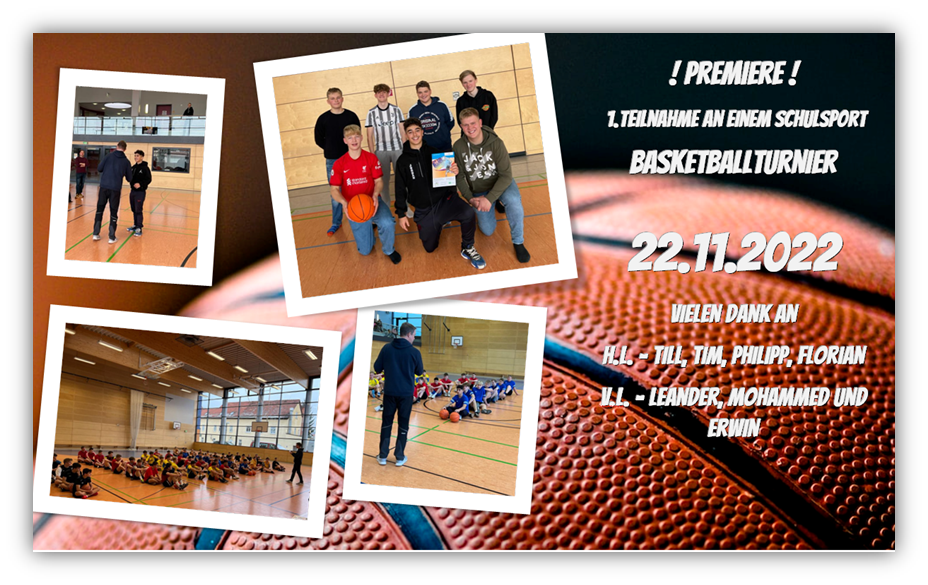 ! PREMIERE !
1. TEILNAHME AN EINEM SCHULSPORT
BASKETBALLTURNIER
22.11.2022
VIELEN DANK AN
H.L. - TILL, TIM, PHILIPP, FLORIAN
V.L. - LEANDER, MOHAMMED UND
ERWIN
JACK